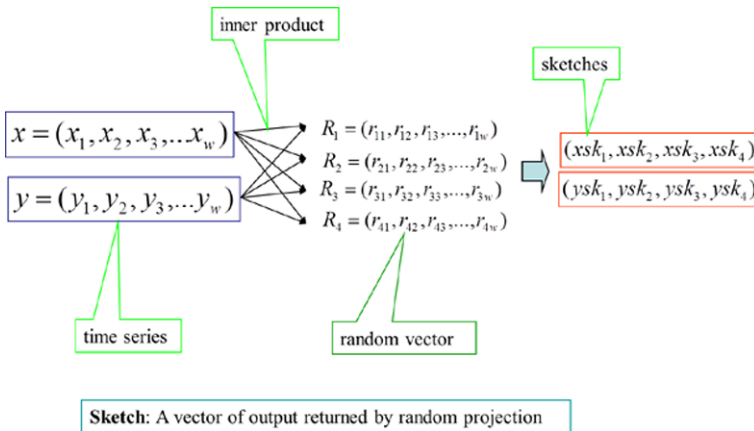 inner product
sketches
x = (x₁, x₂, x₃,...x_w)
y = (y₁, y₂, y₃,...y_w)
R₁ = (r₁₁, r₁₂, r₁₃,..., r₁w)
R₂ = (r₂₁, r₂₂, r₂₃,..., r₂w)
R₃ = (r₃₁, r₃₂, r₃₃,..., r₃w)
R₄ = (r₄₁, r₄₂, r₄₃,..., r₄w)
(xsk₁, xsk₂, xsk₃, xsk₄)
(ysk₁, ysk₂, ysk₃, ysk₄)
time series
random vector
Sketch: A vector of output returned by random projection